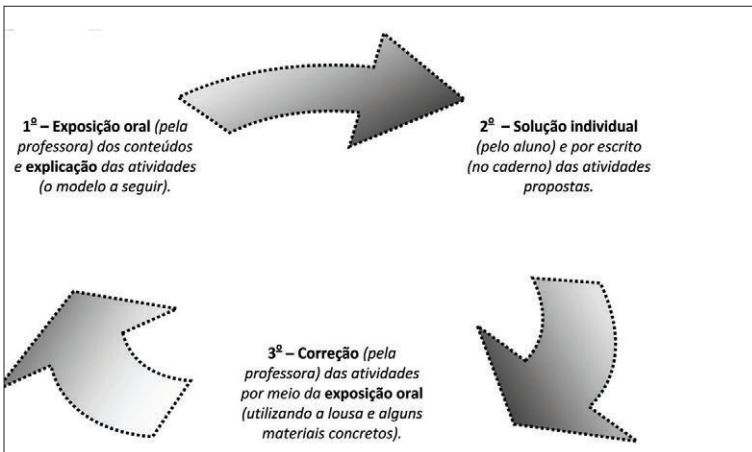 1º – Exposição oral (pela
professora) dos conteúdos
e explicação das atividades
(o modelo a seguir).
2º – Solução individual
(pelo aluno) e por escrito
(no caderno) das atividades
propostas.
3º – Correção (pela
professora) das atividades
por meio da exposição oral
(utilizando a lousa e alguns
materiais concretos).